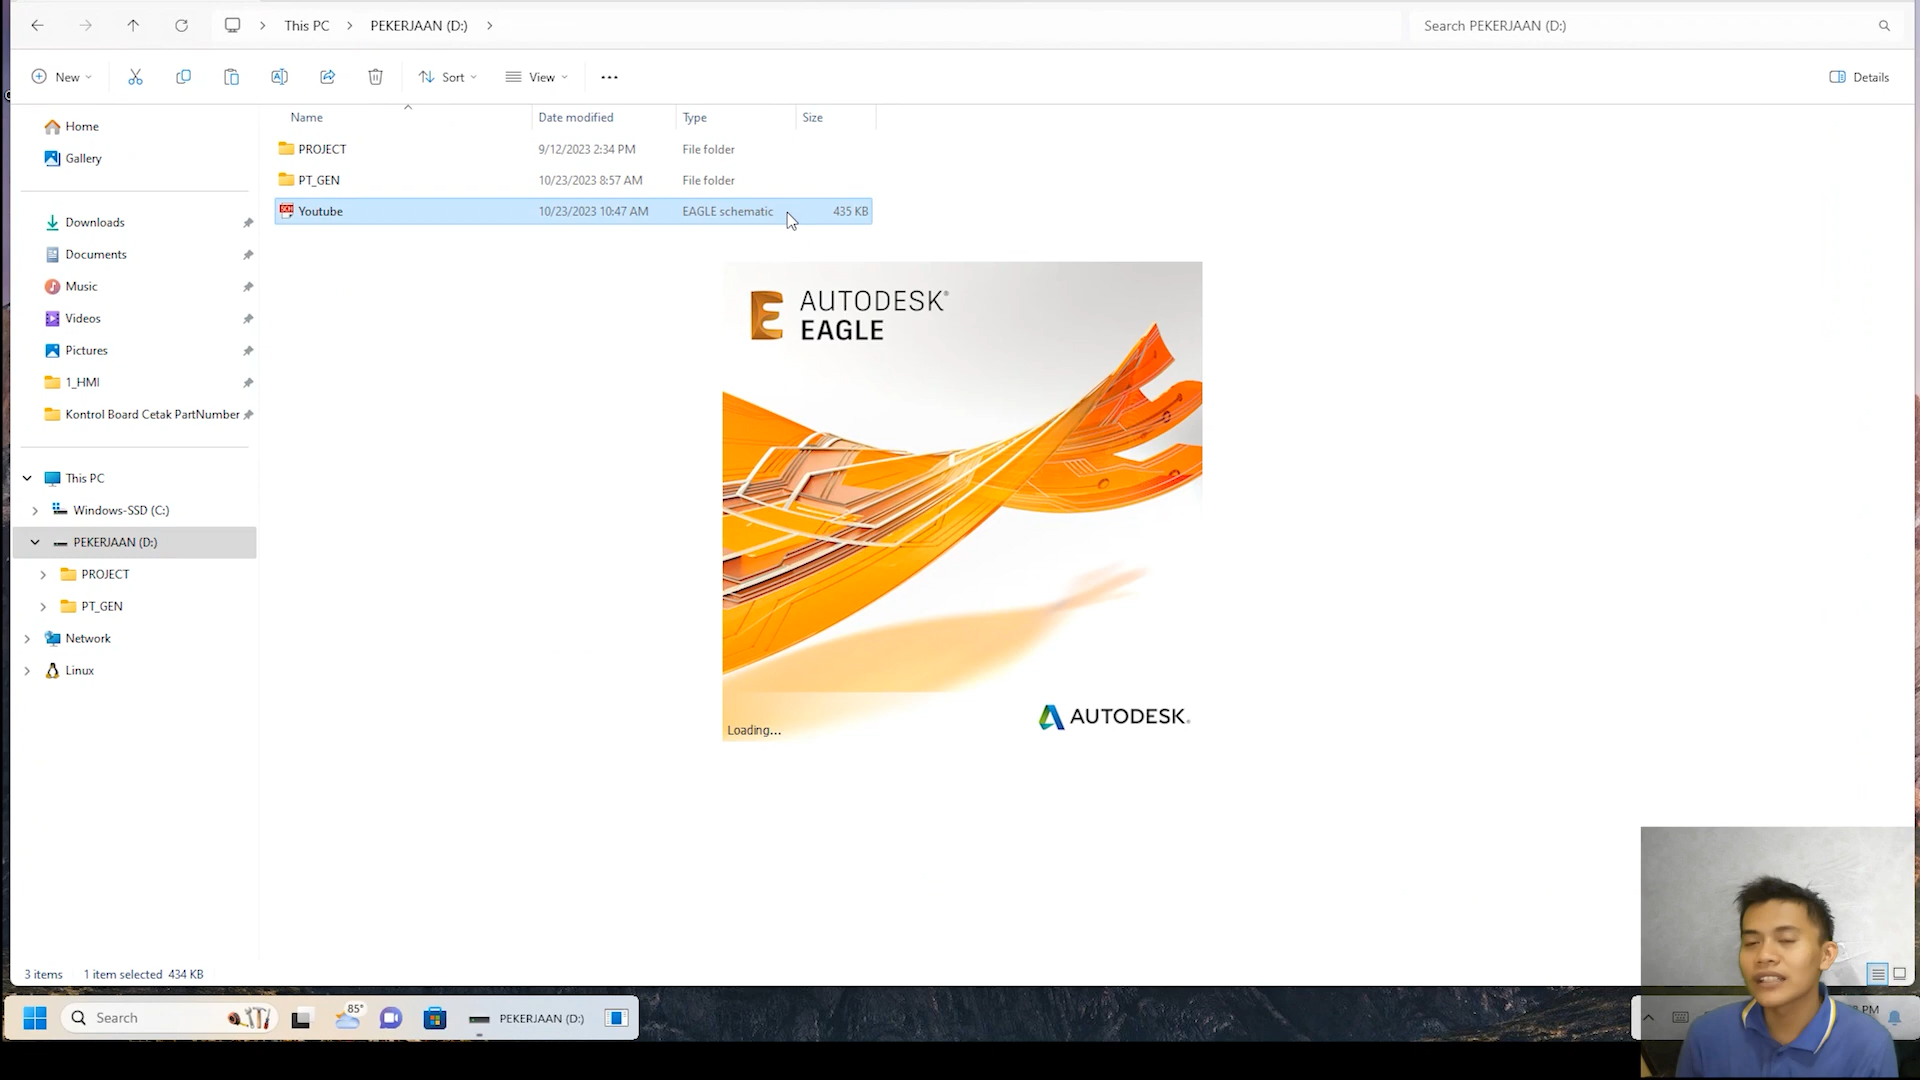 This PC
PEKERJAAN (D:)
Search PEKERJAAN (D:)
New
Sort
View
Details
Name
Date modified
Type
Size
PROJECT
9/12/2023 2:34 PM
File folder
PT_GEN
10/23/2023 8:57 AM
File folder
Youtube
10/23/2023 10:47 AM
EAGLE schematic
435 KB
Home
Gallery
Downloads
Documents
Music
Videos
Pictures
1_HMI
Kontrol Board Cetak PartNumber
This PC
Windows-SSD (C:)
PEKERJAAN (D:)
PROJECT
PT_GEN
Network
Linux
AUTODESK®
EAGLE
Loading...
AUTODESK®
3 items
1 item selected 434 KB
Search
85°
PEKERJAAN (D:)
PM